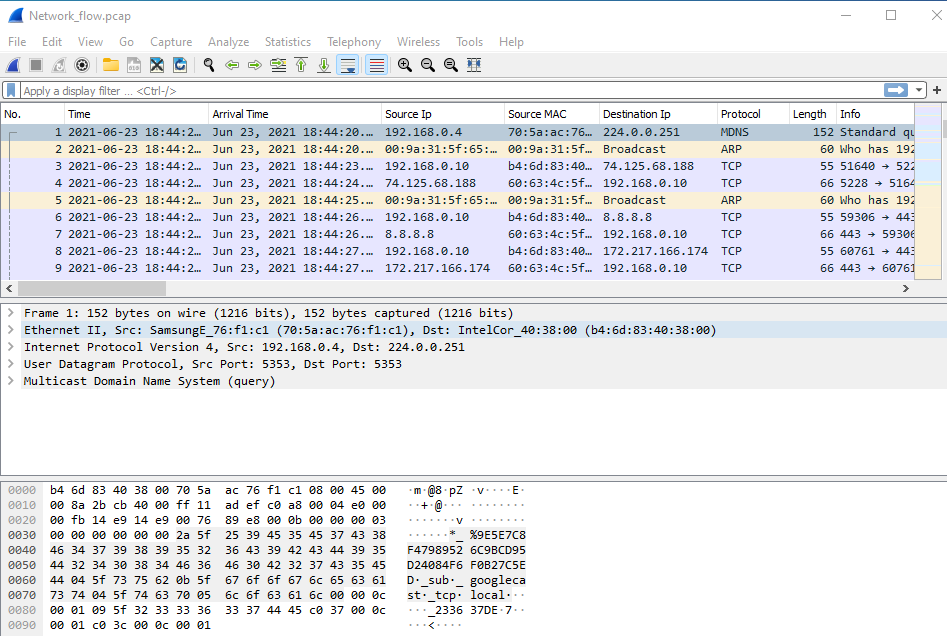 Network_flow.pcap
File Edit View Go Capture Analyze Statistics Telephony Wireless Tools Help
Apply a display filter ... <Ctrl-/>
No. Time Arrival Time Source Ip Source MAC Destination Ip Protocol Length Info
1 2021-06-23 18:44:2… Jun 23, 2021 18:44:20.… 192.168.0.4 70:5a:ac:76… 224.0.0.251 MDNS 152 Standard qu
2 2021-06-23 18:44:2… Jun 23, 2021 18:44:20.… 00:9a:31:5f:65:… 00:9a:31:5f… Broadcast ARP 60 Who has 192
3 2021-06-23 18:44:2… Jun 23, 2021 18:44:23.… 192.168.0.10 b4:6d:83:40… 74.125.68.188 TCP 55 51640 → 522
4 2021-06-23 18:44:2… Jun 23, 2021 18:44:24.… 74.125.68.188 60:63:4c:5f… 192.168.0.10 TCP 66 5228 → 5164
5 2021-06-23 18:44:2… Jun 23, 2021 18:44:25.… 00:9a:31:5f:65:… 00:9a:31:5f… Broadcast ARP 60 Who has 192
6 2021-06-23 18:44:2… Jun 23, 2021 18:44:26.… 192.168.0.10 b4:6d:83:40… 8.8.8.8 TCP 55 59306 → 443
7 2021-06-23 18:44:2… Jun 23, 2021 18:44:26.… 8.8.8.8 60:63:4c:5f… 192.168.0.10 TCP 66 443 → 59306
8 2021-06-23 18:44:2… Jun 23, 2021 18:44:27.… 192.168.0.10 b4:6d:83:40… 172.217.166.174 TCP 55 60761 → 443
9 2021-06-23 18:44:2… Jun 23, 2021 18:44:27.… 172.217.166.174 60:63:4c:5f… 192.168.0.10 TCP 66 443 → 60761
Frame 1: 152 bytes on wire (1216 bits), 152 bytes captured (1216 bits)
Ethernet II, Src: SamsungE_76:f1:c1 (70:5a:ac:76:f1:c1), Dst: IntelCor_40:38:00 (b4:6d:83:40:38:00)
Internet Protocol Version 4, Src: 192.168.0.4, Dst: 224.0.0.251
User Datagram Protocol, Src Port: 5353, Dst Port: 5353
Multicast Domain Name System (query)
0000 b4 6d 83 40 38 00 70 5a ac 76 f1 c1 08 00 45 00 ·m·@8·pZ ·v····E·
0010 00 8a 2b cb 40 00 ff 11 ad ef c0 a8 00 04 e0 00 ··+·@··· ········
0020 00 fb 14 e9 14 e9 00 76 89 e8 00 0b 00 00 00 03 ·······v ········
0030 00 00 00 00 00 00 2a 5f 25 39 45 35 45 37 43 38 ······*_ %9E5E7C8
0040 46 34 37 39 38 39 35 32 36 43 39 42 43 44 39 35 F4798952 6C9BCD95
0050 44 32 34 30 38 34 46 46 46 30 42 32 37 43 35 45 D24084F6 F0B27C5E
0060 44 04 5f 73 75 62 0b 5f 67 6f 6f 67 6c 65 63 61 D·_sub·_ googleca
0070 73 74 04 5f 74 63 70 05 6c 6f 63 61 6c 00 00 0c st·_tcp· local···
0080 00 01 09 5f 32 33 33 36 33 37 44 45 c0 37 00 0c ···_2336 37DE·7··
0090 00 01 c0 3c 00 0c 00 01 ···<····